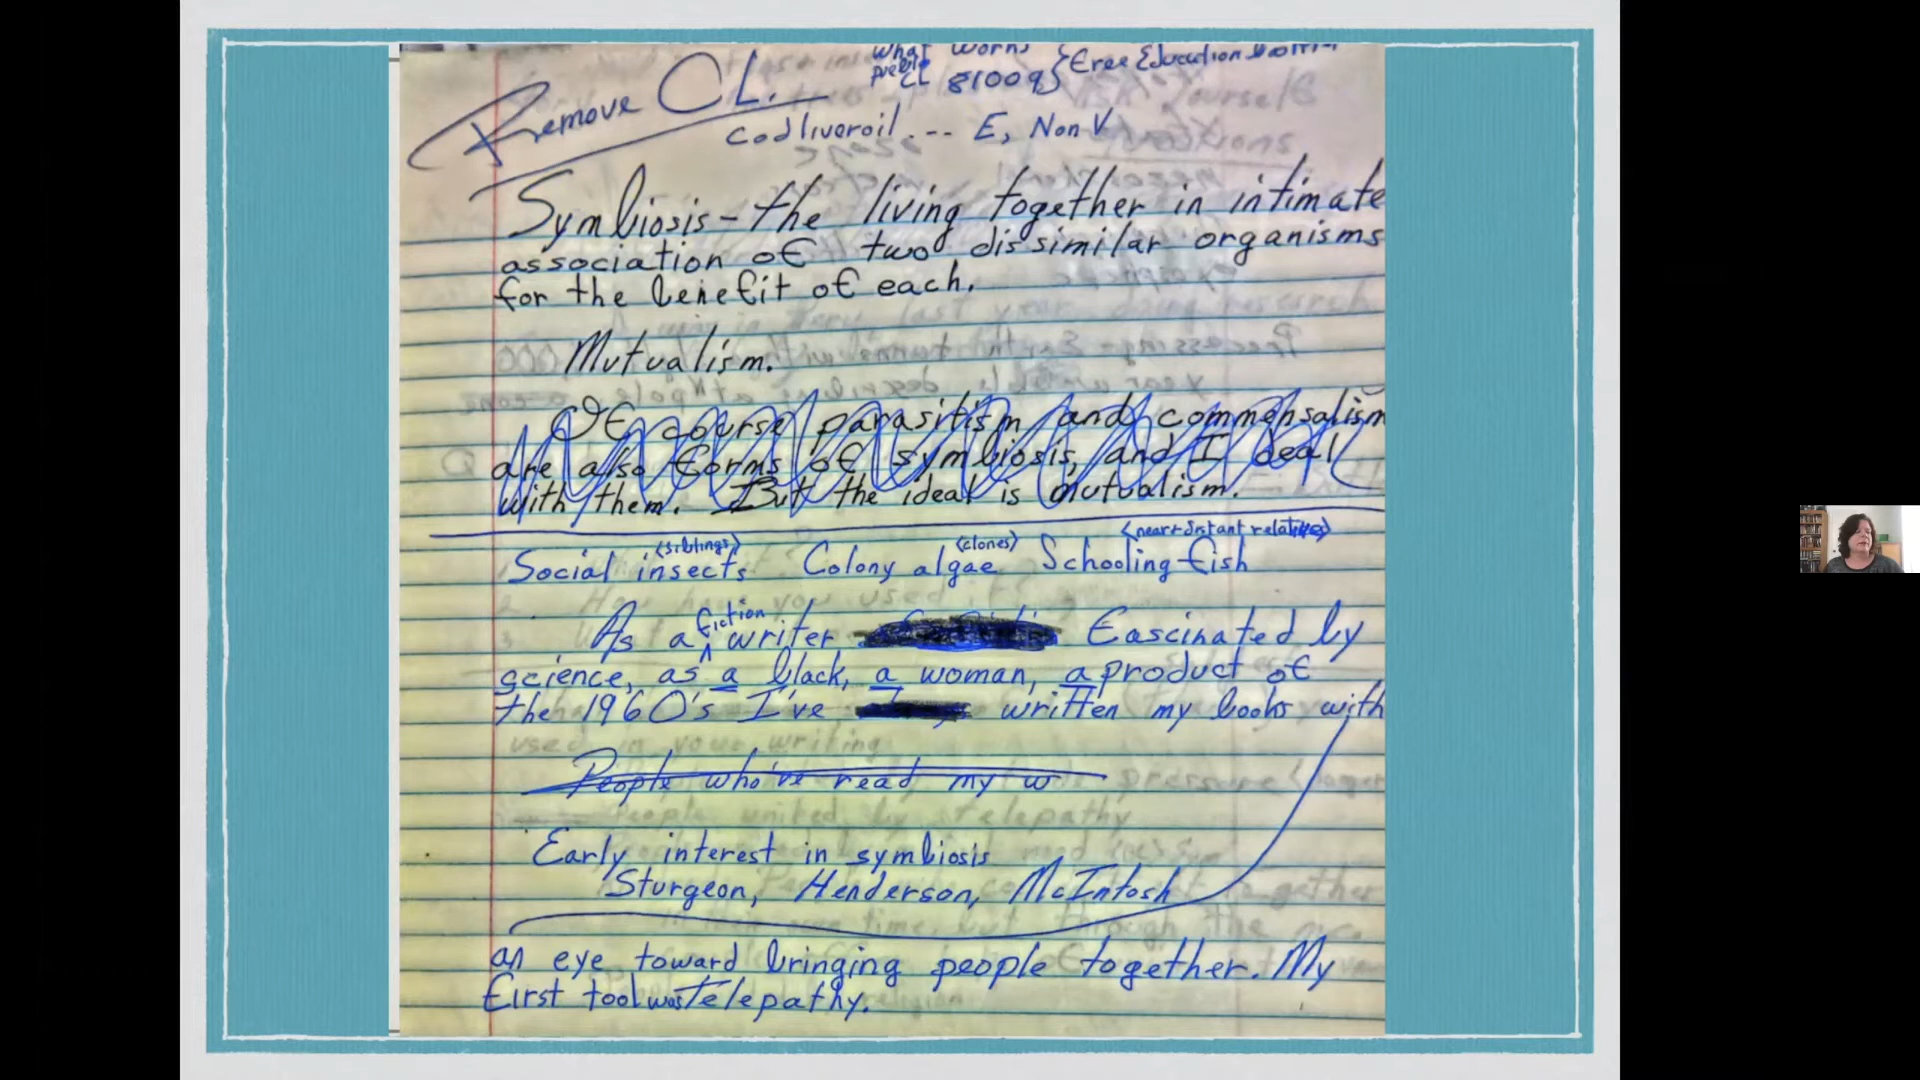 what works
Remove CL. CL 8100q} {Free Education
codliveroil... E, Non V
Symbiosis - the living together in intimate
association of two dissimilar organisms
for the benefit of each.
Mutualism.
Of course parasitism and commensalism
are also forms of symbiosis, and I deal
with them. But the ideal is mutualism.
(siblings) (clones) (near+distant relatives)
Social insects Colony algae Schooling fish
fiction
As a writer fascinated by
science, as a black, a woman, a product of
the 1960's I've written my books with
People who've read my w
Early interest in symbiosis
Sturgeon, Henderson, McIntosh
an eye toward bringing people together. My
first tool was Telepathy.